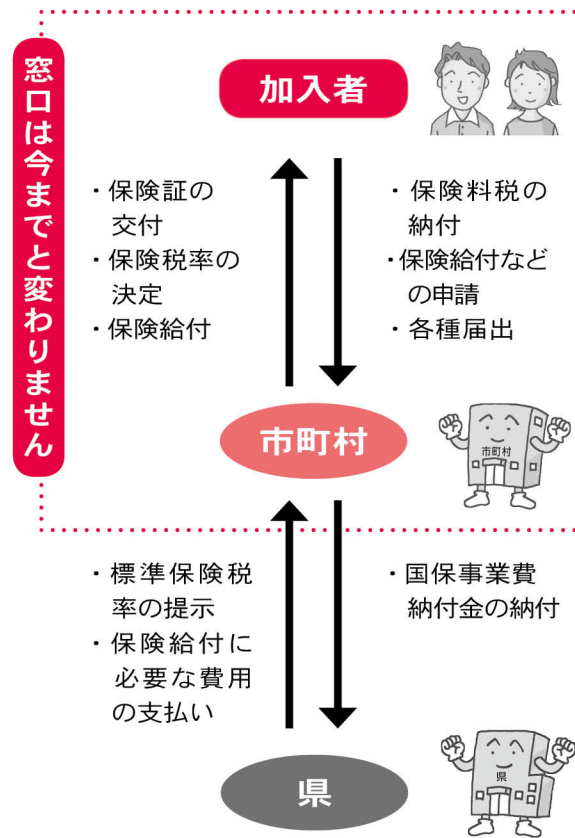 窓口は今までと変わりません
加入者
・保険証の
交付
・保険税率の
決定
・保険給付
・保険料税の
納付
・保険給付など
の申請
・各種届出
市町村
市町村
・標準保険税
率の提示
・保険給付に
必要な費用
の支払い
・国保事業費
納付金の納付
県
県